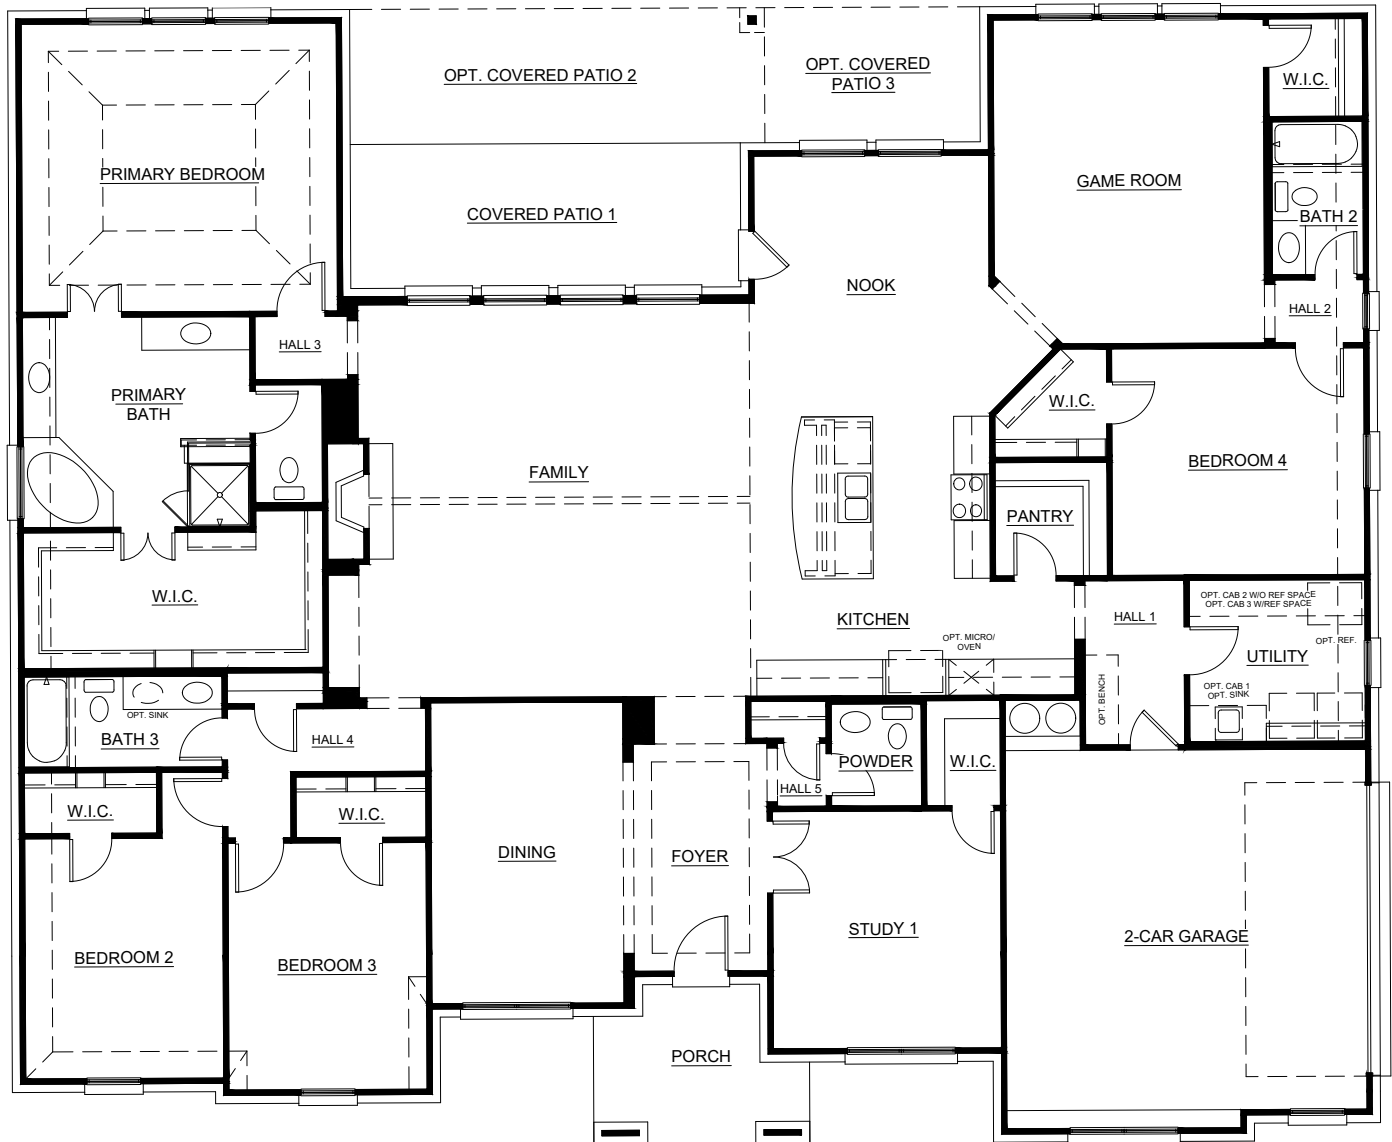 OPT. COVERED PATIO 2
OPT. COVERED
PATIO 3
W.I.C.
PRIMARY BEDROOM
GAME ROOM
COVERED PATIO 1
BATH 2
NOOK
HALL 2
HALL 3
PRIMARY
BATH
W.I.C.
FAMILY
BEDROOM 4
PANTRY
W.I.C.
OPT. CAB 2 W/O REF SPACE
OPT. CAB 3 W/REF SPACE
HALL 1
KITCHEN
OPT. MICRO/
OVEN
OPT. REF.
UTILITY
OPT. CAB 1
OPT. SINK
OPT. BENCH
OPT. SINK
BATH 3
HALL 4
POWDER
W.I.C.
HALL 5
W.I.C.
W.I.C.
DINING
FOYER
STUDY 1
2-CAR GARAGE
BEDROOM 2
BEDROOM 3
PORCH